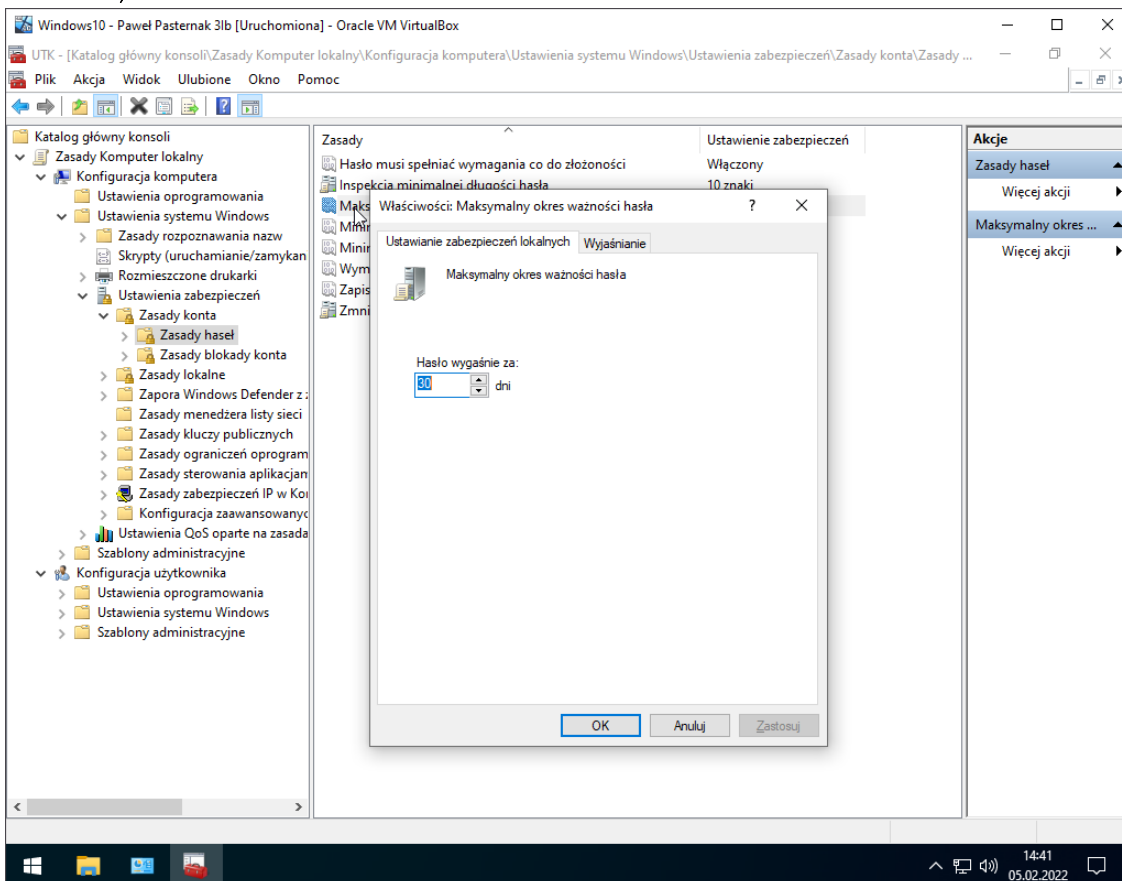 Windows10 - Paweł Pasternak 3lb [Uruchomiona] - Oracle VM VirtualBox
UTK - [Katalog główny konsoli\Zasady Komputer lokalny\Konfiguracja komputera\Ustawienia systemu Windows\Ustawienia zabezpieczeń\Zasady konta\Zasady ...
Plik Akcja Widok Ulubione Okno Pomoc
Katalog główny konsoli
Zasady Komputer lokalny
Konfiguracja komputera
Ustawienia oprogramowania
Ustawienia systemu Windows
Zasady rozpoznawania nazw
Skrypty (uruchamianie/zamykan
Rozmieszczone drukarki
Ustawienia zabezpieczeń
Zasady konta
Zasady haseł
Zasady blokady konta
Zasady lokalne
Zapora Windows Defender z
Zasady menedżera listy sieci
Zasady kluczy publicznych
Zasady ograniczeń oprogram
Zasady sterowania aplikacjam
Zasady zabezpieczeń IP w Kon
Konfiguracja zaawansowanyc
Ustawienia QoS oparte na zasada
Szablony administracyjne
Konfiguracja użytkownika
Ustawienia oprogramowania
Ustawienia systemu Windows
Szablony administracyjne
Zasady Ustawienie zabezpieczeń
Hasło musi spełniać wymagania co do złożoności Włączony
Inspekcja minimalnej długości hasła 10 znaki
Maks
Minir
Minir
Wym
Zapis
Zmni
Właściwości: Maksymalny okres ważności hasła ?
Ustawianie zabezpieczeń lokalnych Wyjaśnianie
Maksymalny okres ważności hasła
Hasło wygaśnie za:
30 dni
OK Anuluj Zastosuj
Akcje
Zasady haseł
Więcej akcji
Maksymalny okres ...
Więcej akcji
14:41
05.02.2022